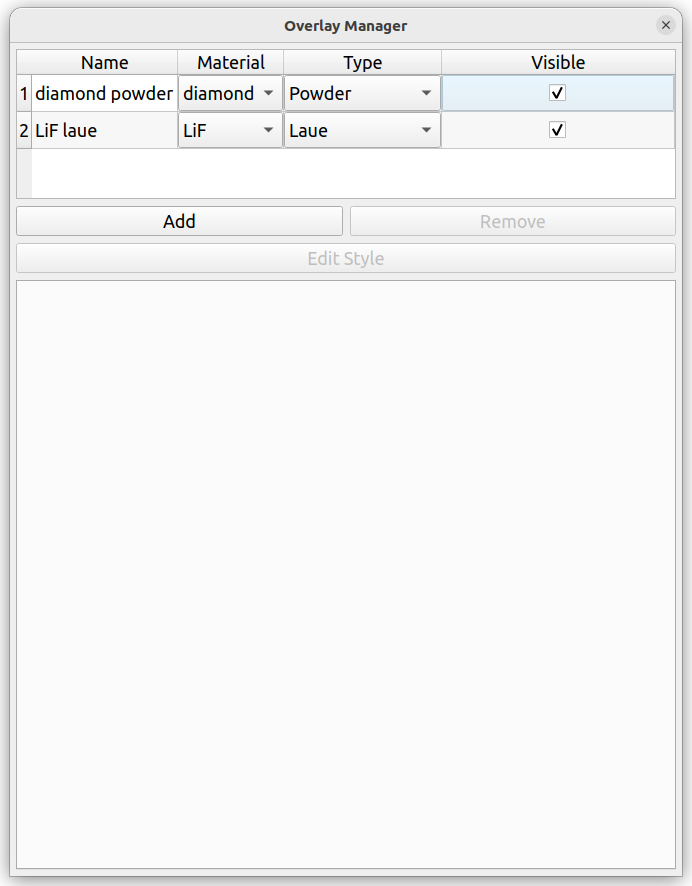 Overlay Manager
Name Material Type Visible
1 diamond powder diamond Powder
2 LiF laue LiF Laue
Add Remove
Edit Style